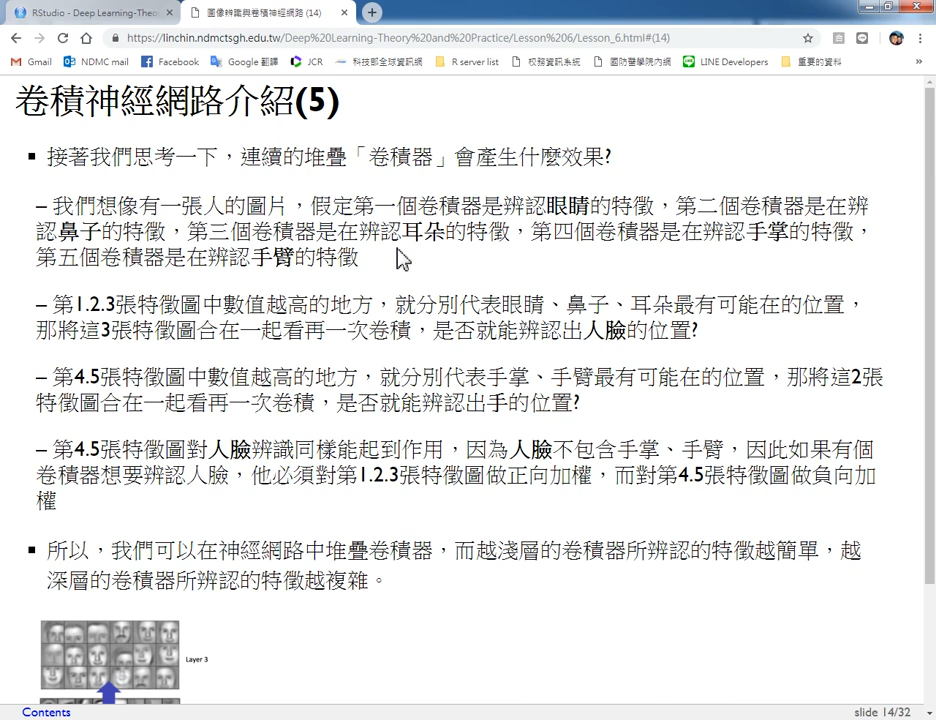 RStudio - Deep Learning-Theo
圖像辨識與卷積神經網路 (14)
https://linchin.ndmctsgh.edu.tw/Deep%20Learning-Theory%20and%20Practice/Lesson%206/Lesson_6.html#(14)
Gmail NDMC mail Facebook Google 翻譯 JCR 科技部全球資訊網 R server list 校務資訊系統 國防醫學院內網 LINE Developers 重要的資料 »
卷積神經網路介紹(5)
接著我們思考一下，連續的堆疊「卷積器」會產生什麼效果?
– 我們想像有一張人的圖片，假定第一個卷積器是辨認眼睛的特徵，第二個卷積器是在辨
認鼻子的特徵，第三個卷積器是在辨認耳朵的特徵，第四個卷積器是在辨認手掌的特徵，
第五個卷積器是在辨認手臂的特徵
– 第1.2.3張特徵圖中數值越高的地方，就分別代表眼睛、鼻子、耳朵最有可能在的位置，
那將這3張特徵圖合在一起看再一次卷積，是否就能辨認出人臉的位置?
– 第4.5張特徵圖中數值越高的地方，就分別代表手掌、手臂最有可能在的位置，那將這2張
特徵圖合在一起看再一次卷積，是否就能辨認出手的位置?
– 第4.5張特徵圖對人臉辨識同樣能起到作用，因為人臉不包含手掌、手臂，因此如果有個
卷積器想要辨認人臉，他必須對第1.2.3張特徵圖做正向加權，而對第4.5張特徵圖做負向加
權
所以，我們可以在神經網路中堆疊卷積器，而越淺層的卷積器所辨認的特徵越簡單，越
深層的卷積器所辨認的特徵越複雜。
Layer 3
Contents
slide 14/32